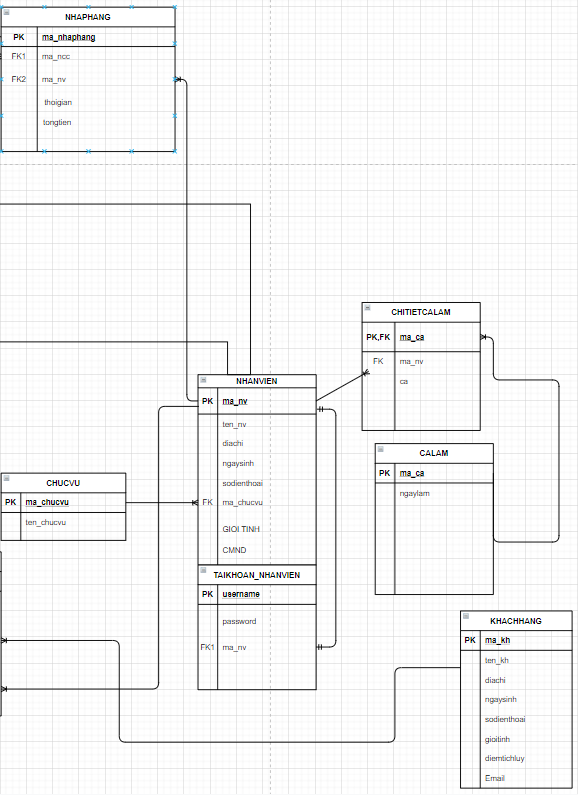 NHAPHANG
PK ma_nhaphang
FK1 ma_ncc
FK2 ma_nv
thoigian
tongtien
CHITIETCALAM
PK,FK ma_ca
FK ma_nv
ca
NHANVIEN
PK ma_nv
ten_nv
diachi
ngaysinh
sodienthoai
FK ma_chucvu
GIOI TINH
CMND
CALAM
PK ma_ca
ngaylam
CHUCVU
PK ma_chucvu
ten_chucvu
TAIKHOAN_NHANVIEN
PK username
password
FK1 ma_nv
KHACHHANG
PK ma_kh
ten_kh
diachi
ngaysinh
sodienthoai
gioitinh
diemtichluy
Email